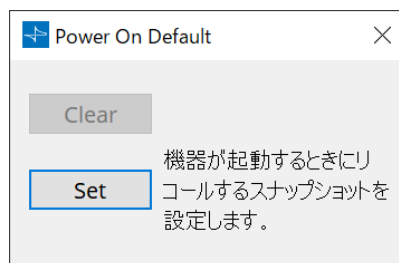 Power On Default
Clear
機器が起動するときにリ
Set
コールするスナップショットを
設定します。